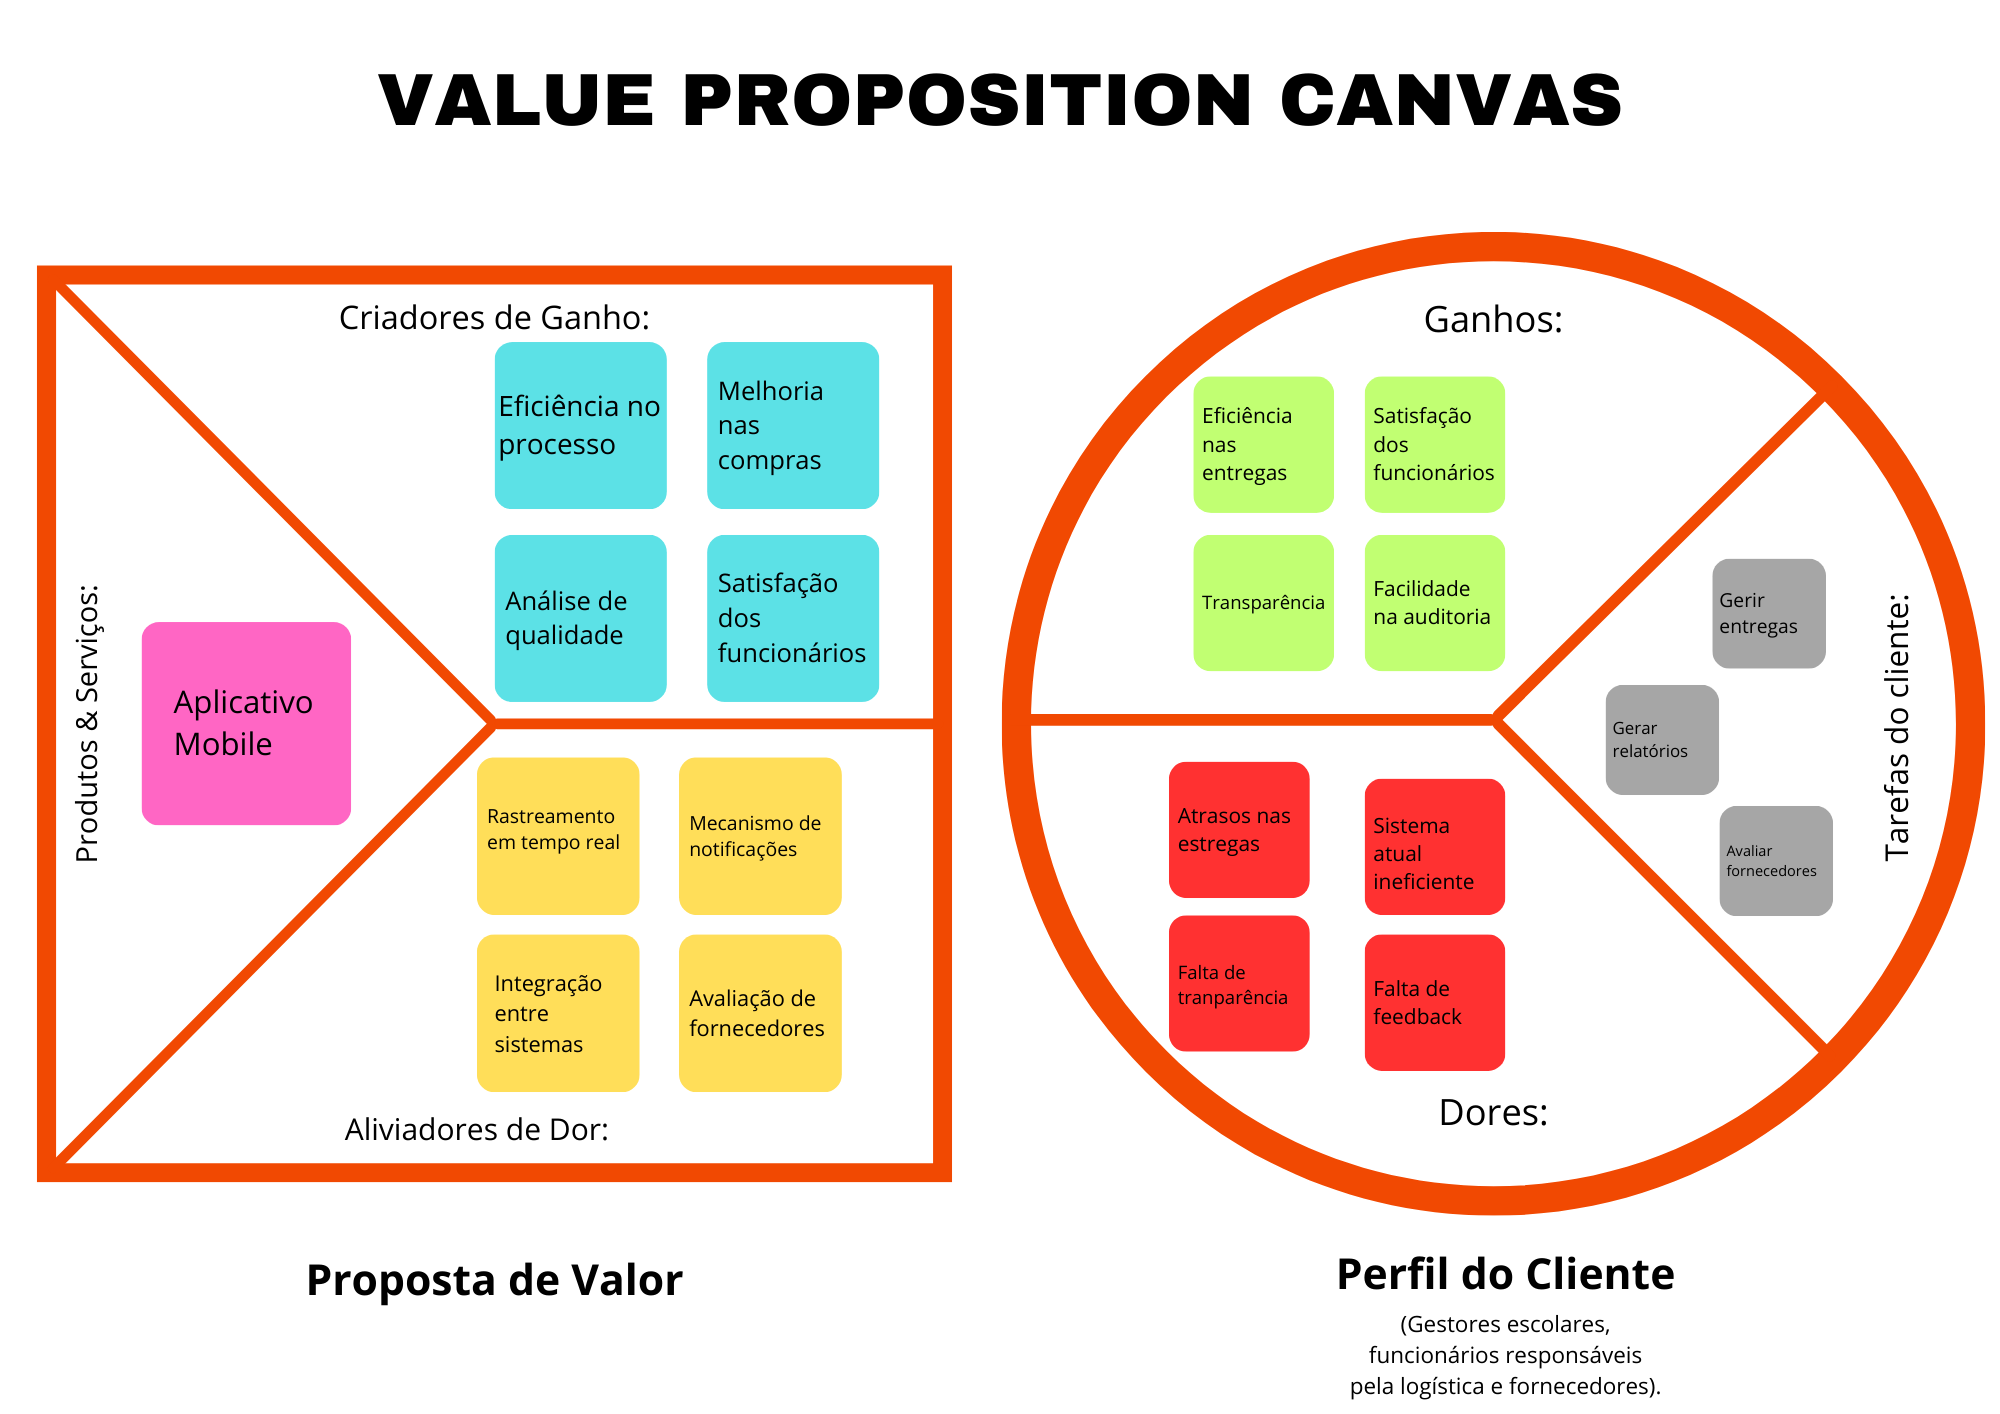 VALUE PROPOSITION CANVAS
Criadores de Ganho:
Eficiência no
processo
Melhoria
nas
compras
Análise de
qualidade
Satisfação
dos
funcionários
Produtos & Serviços:
Aplicativo
Mobile
Rastreamento
em tempo real
Mecanismo de
notificações
Integração
entre
sistemas
Avaliação de
fornecedores
Aliviadores de Dor:
Proposta de Valor
Ganhos:
Eficiência
nas
entregas
Satisfação
dos
funcionários
Transparência
Facilidade
na auditoria
Gerir
entregas
Gerar
relatórios
Avaliar
fornecedores
Tarefas do cliente:
Atrasos nas
estregas
Sistema
atual
ineficiente
Falta de
tranparência
Falta de
feedback
Dores:
Perfil do Cliente
(Gestores escolares,
funcionários responsáveis
pela logística e fornecedores).